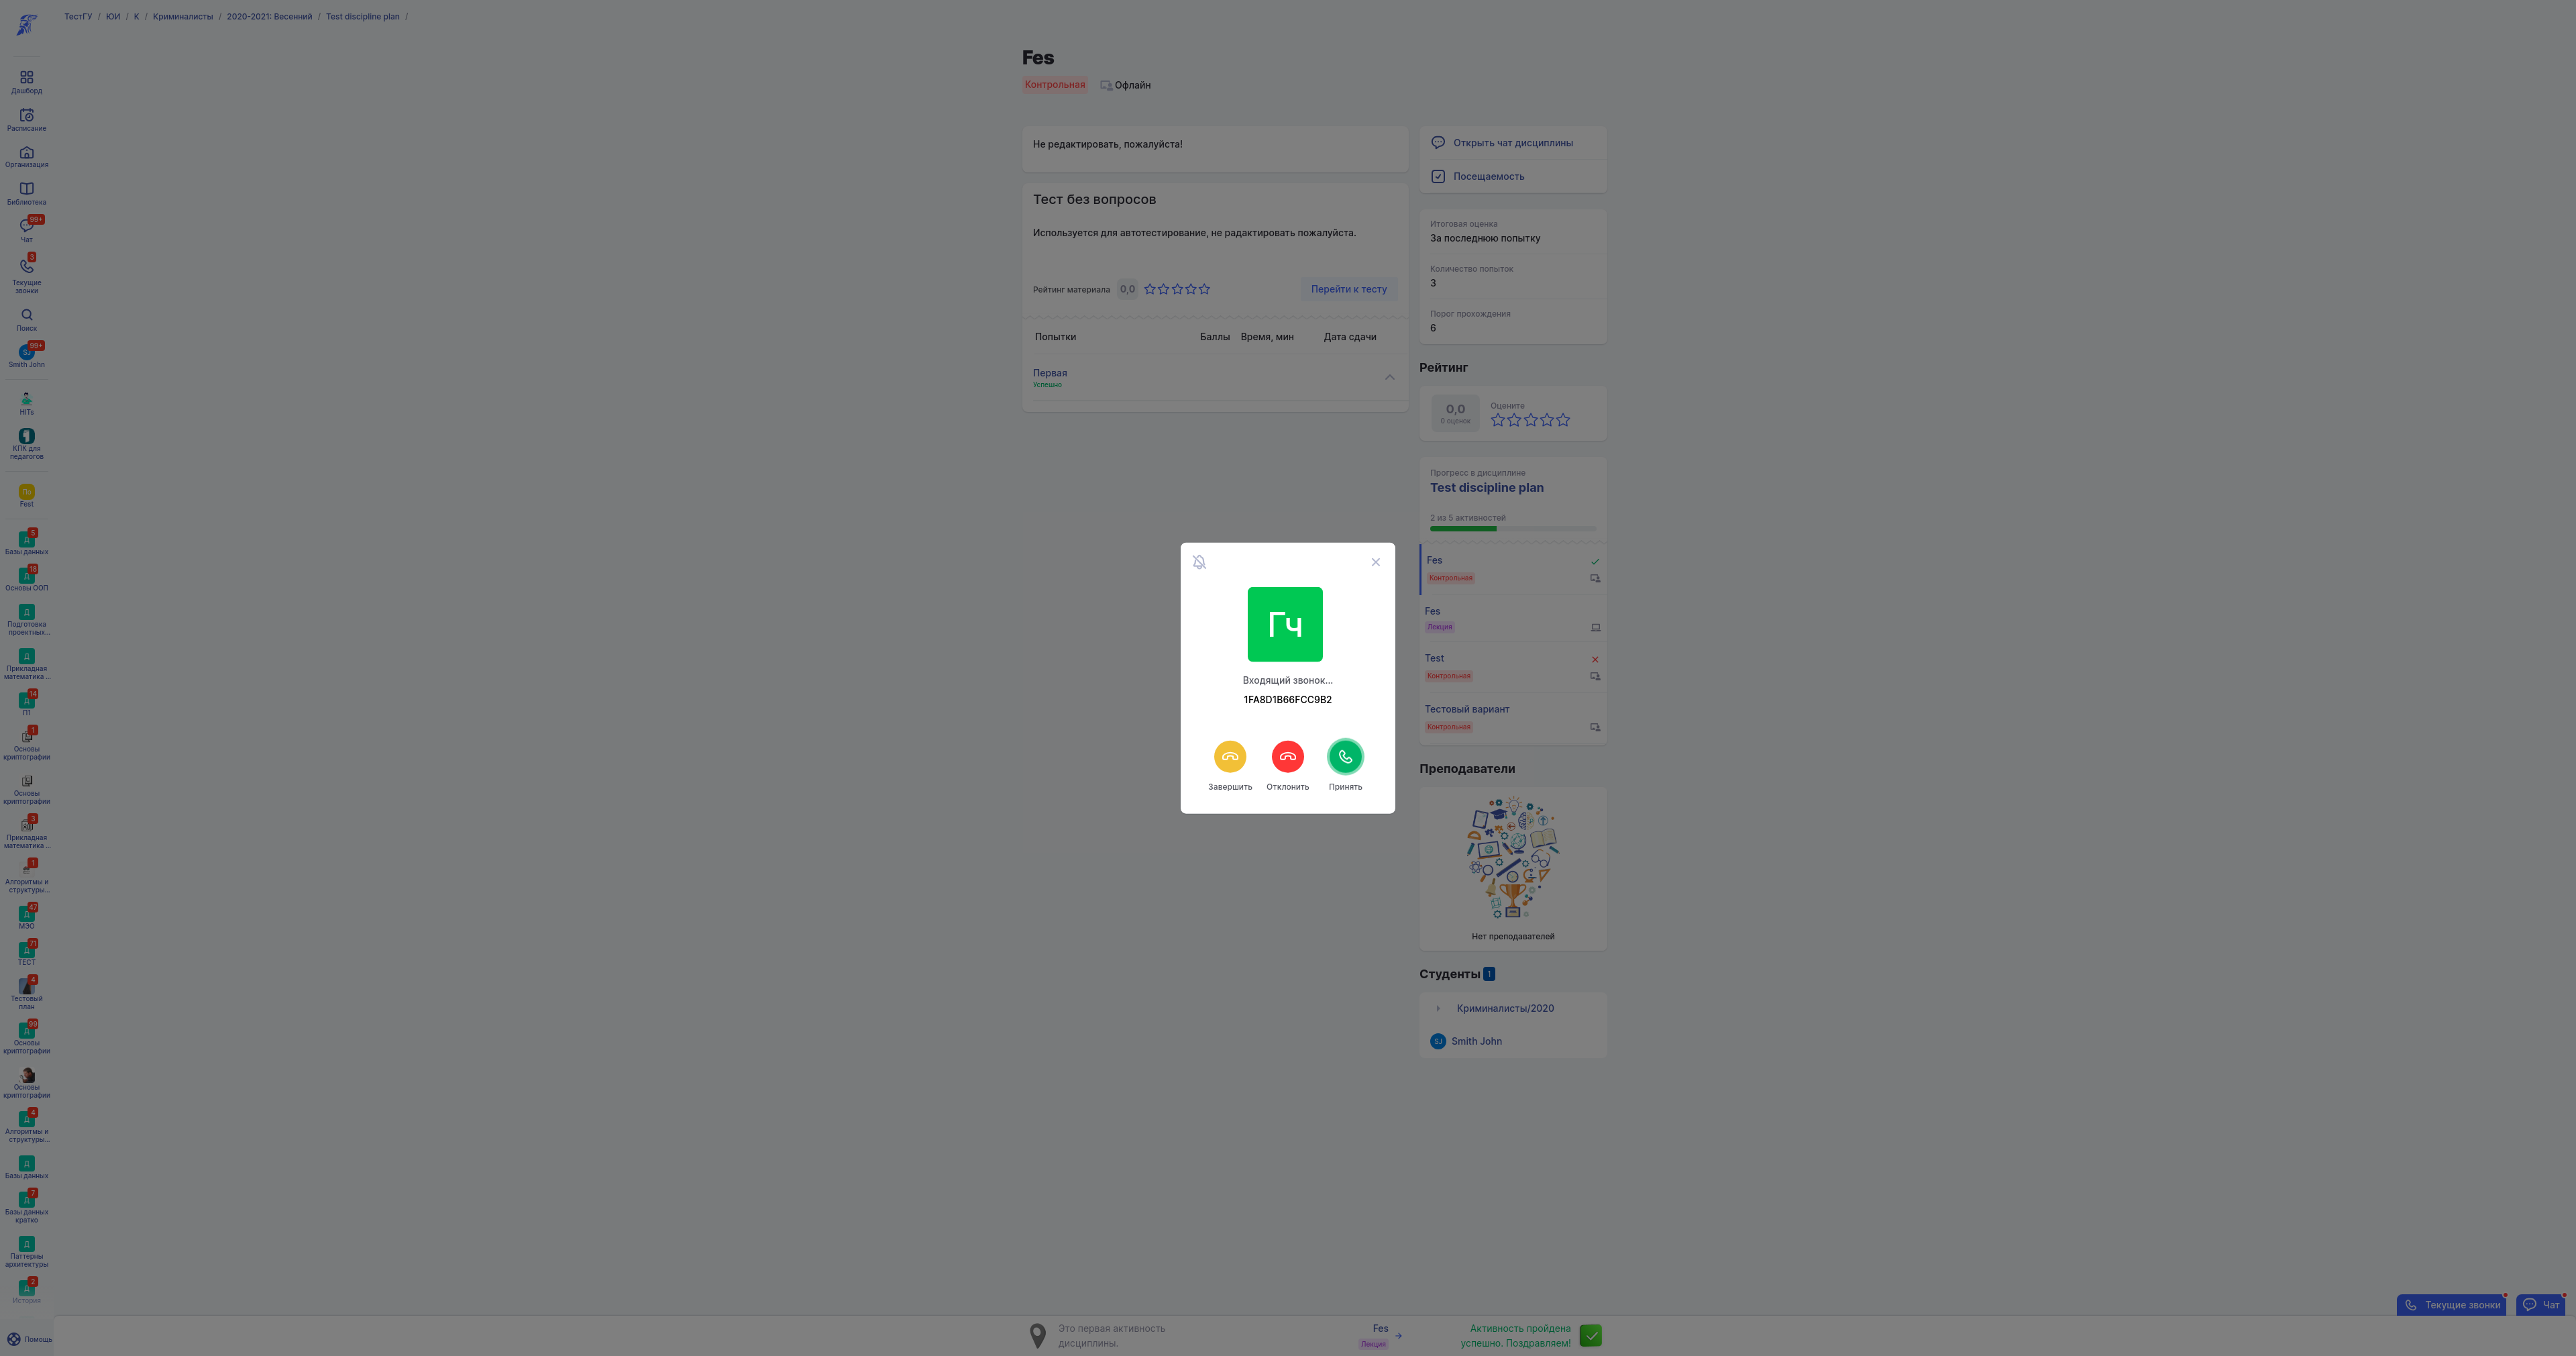 ТестГУ / ЮИ / К / Криминалисты / 2020-2021: Весенний / Test discipline plan /
Дашборд
Расписание
Организация
Библиотека
99+
Чат
3
Текущие
звонки
Поиск
SJ
99+
Smith John
HITs
КПК для
педагогов
Пе
Fest
Д
5
Базы данных
Д
18
Основы ООП
Д
Подготовка
проектных...
Д
Прикладная
математика ...
Д
14
П1
1
Основы
криптографии
Основы
криптографии
3
Прикладная
математика ...
1
Алгоритмы и
структуры...
Д
47
МЭО
Д
71
ТЕСТ
4
Тестовый
план
Д
99
Основы
криптографии
Основы
криптографии
Д
4
Алгоритмы и
структуры...
Д
Базы данных
Д
7
Базы данных
кратко
Д
Паттерны
архитектуры
Д
2
История
Помощь
Fes
Контрольная
Офлайн
Не редактировать, пожалуйста!
Тест без вопросов
Используется для автотестирование, не радактировать пожалуйста.
Рейтинг материала 0,0
Перейти к тесту
Попытки Баллы Время, мин Дата сдачи
Первая
Успешно
Открыть чат дисциплины
Посещаемость
Итоговая оценка
За последнюю попытку
Количество попыток
3
Порог прохождения
6
Рейтинг
0,0
0 оценок
Оцените
Прогресс в дисциплине
Test discipline plan
2 из 5 активностей
Fes
Контрольная
Fes
Лекция
Test
Контрольная
Тестовый вариант
Контрольная
Преподаватели
Нет преподавателей
Студенты 1
Криминалисты/2020
SJ Smith John
Гч
Входящий звонок...
1FA8D1B66FCC9B2
Завершить Отклонить Принять
Это первая активность
дисциплины.
Fes
Лекция
Активность пройдена
успешно. Поздравляем!
Текущие звонки
Чат